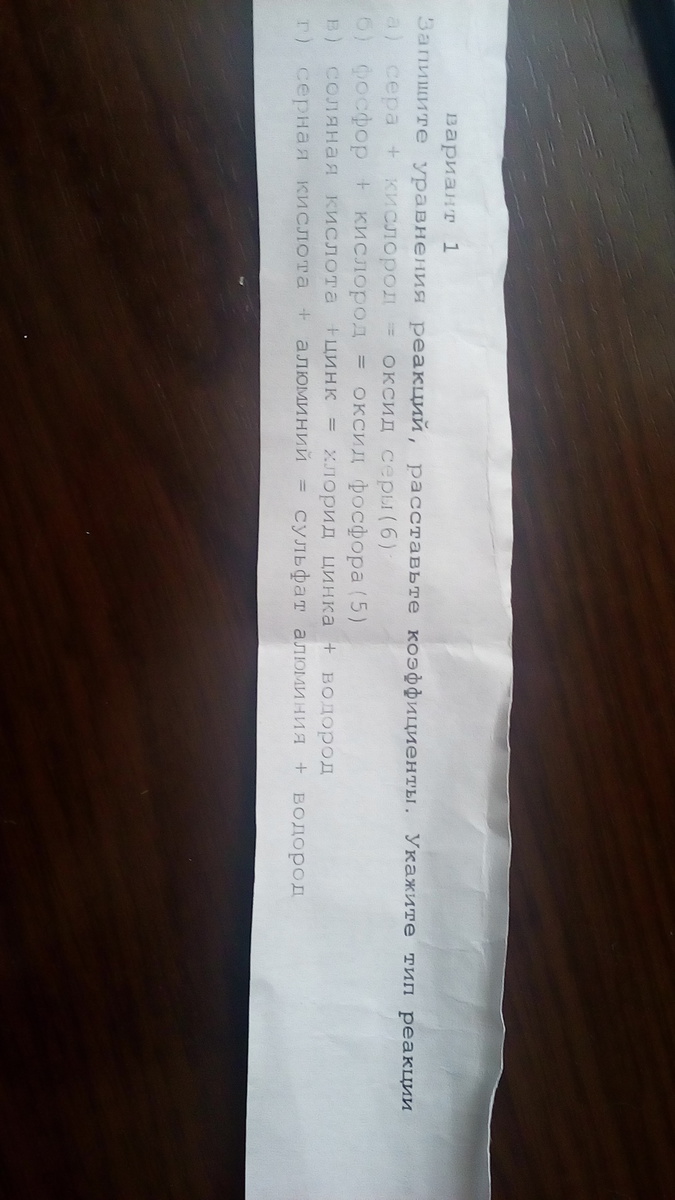 вариант 1
Запишите уравнения реакций, расставьте коэффициенты. Укажите тип реакции
а) сера + кислород = оксид серы(6)
б) фосфор + кислород = оксид фосфора(5)
в) соляная кислота +цинк = хлорид цинка + водород
г) серная кислота + алюминий = сульфат алюминия + водород